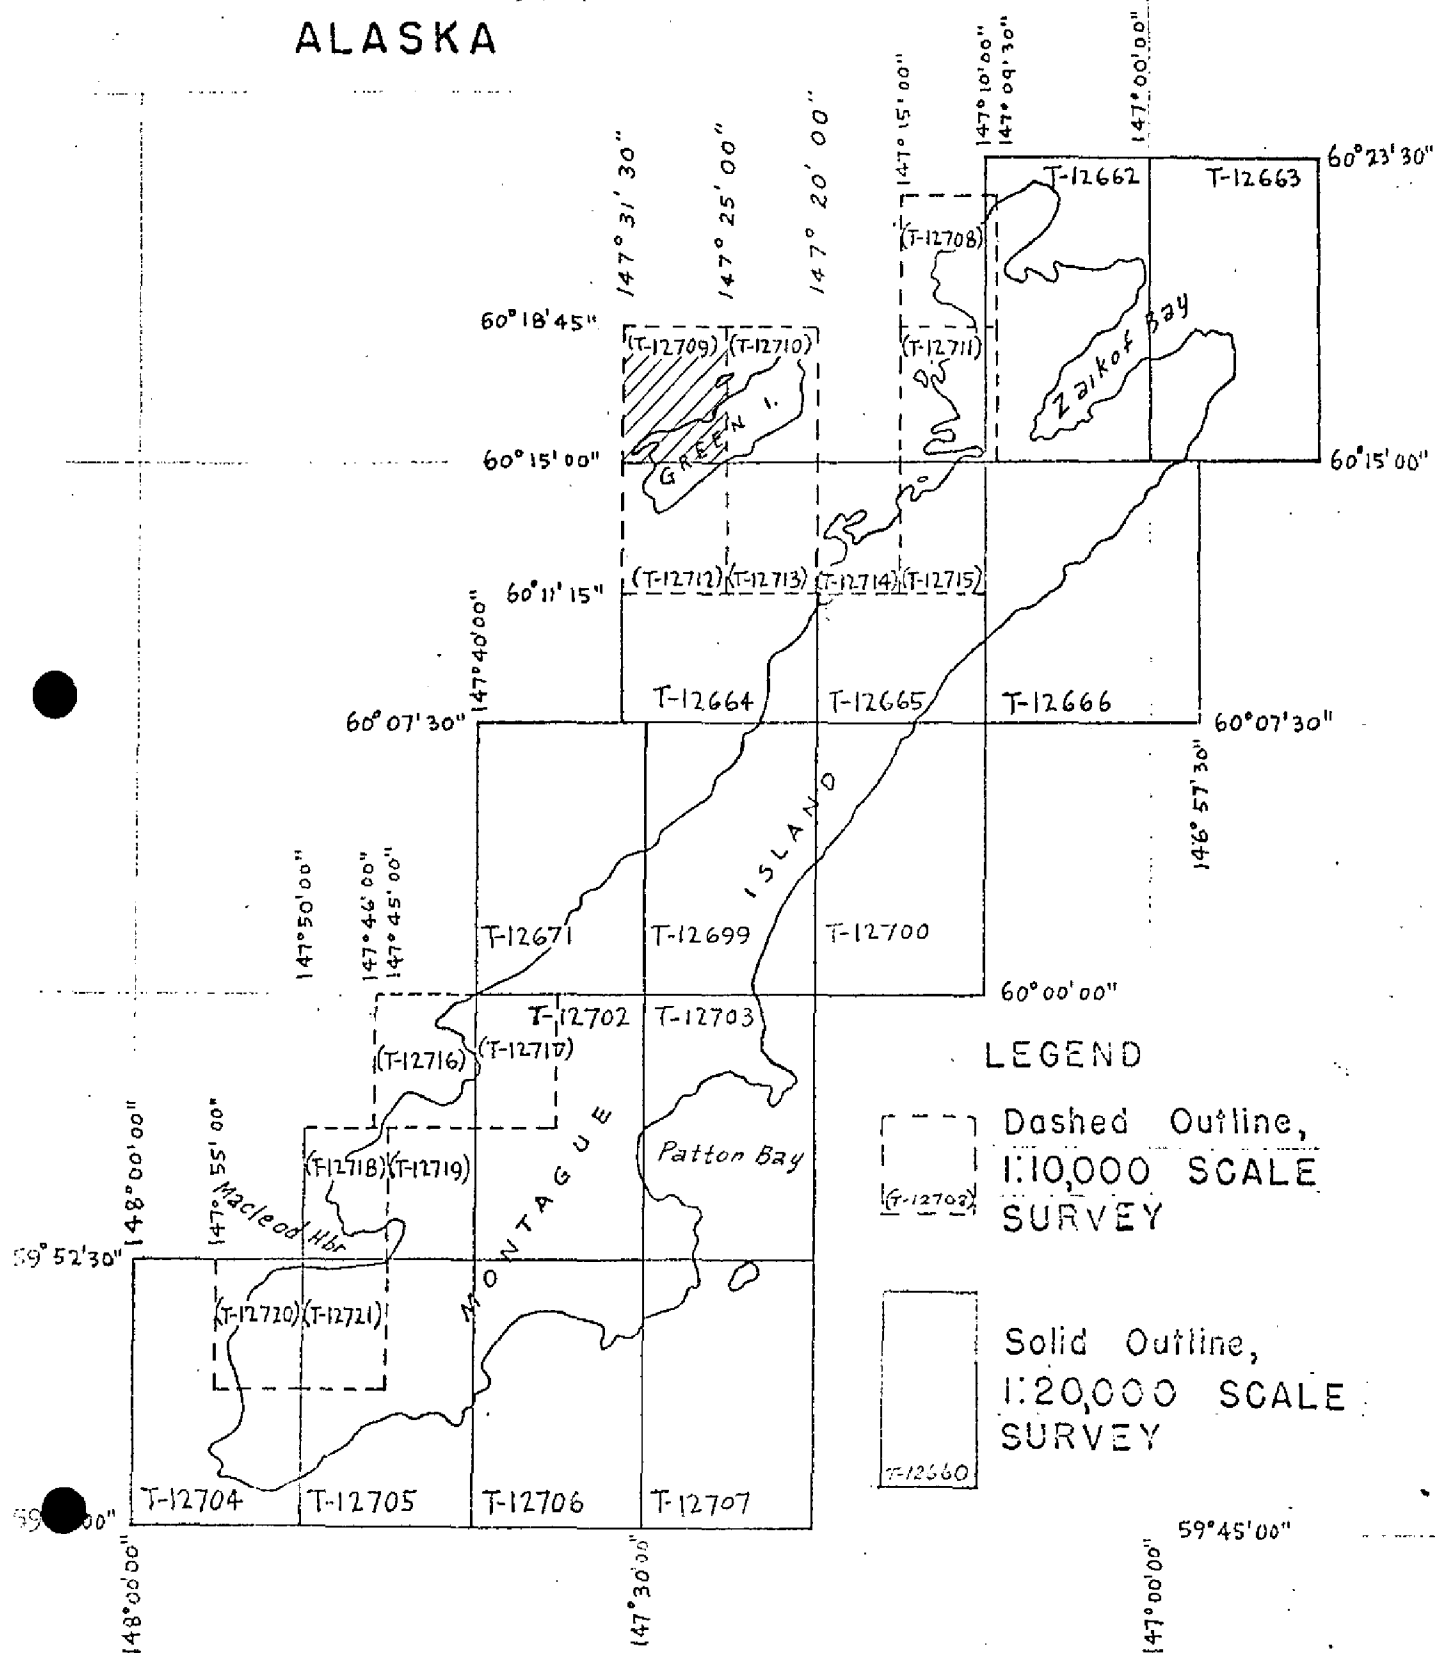 ALASKA
147° 31' 30"
147° 25' 00"
147° 20' 00"
147° 15' 00"
147° 10' 00"
147° 09' 30"
147° 00' 00"
60° 23' 30"
T-12662
T-12663
(T-12708)
60° 18' 45"
(T-12709)
(T-12710)
(T-12711)
Zaikof Bay
GREEN I.
60° 15' 00"
60° 15' 00"
(T-12712)
(T-12713)
(T-12714)
(T-12715)
60° 11' 15"
147° 40' 00"
T-12664
T-12665
T-12666
60° 07' 30"
60° 07' 30"
146° 57' 30"
ISLAND
147° 50' 00"
147° 46' 00"
147° 45' 00"
T-12671
T-12699
T-12700
60° 00' 00"
T-12702
T-12703
(T-12716)
(T-12717)
LEGEND
Dashed Outline,
1:10,000 SCALE
SURVEY
(T-12708)
148° 00' 00"
147° 55' 00"
(T-12718)
(T-12719)
Macleod Hbr
MONTAGUE
Patton Bay
59° 52' 30"
(T-12720)
(T-12721)
Solid Outline,
1:20,000 SCALE
SURVEY
T-12660
T-12704
T-12705
T-12706
T-12707
59° 45' 00"
148° 00' 00"
147° 30' 00"
147° 00' 00"